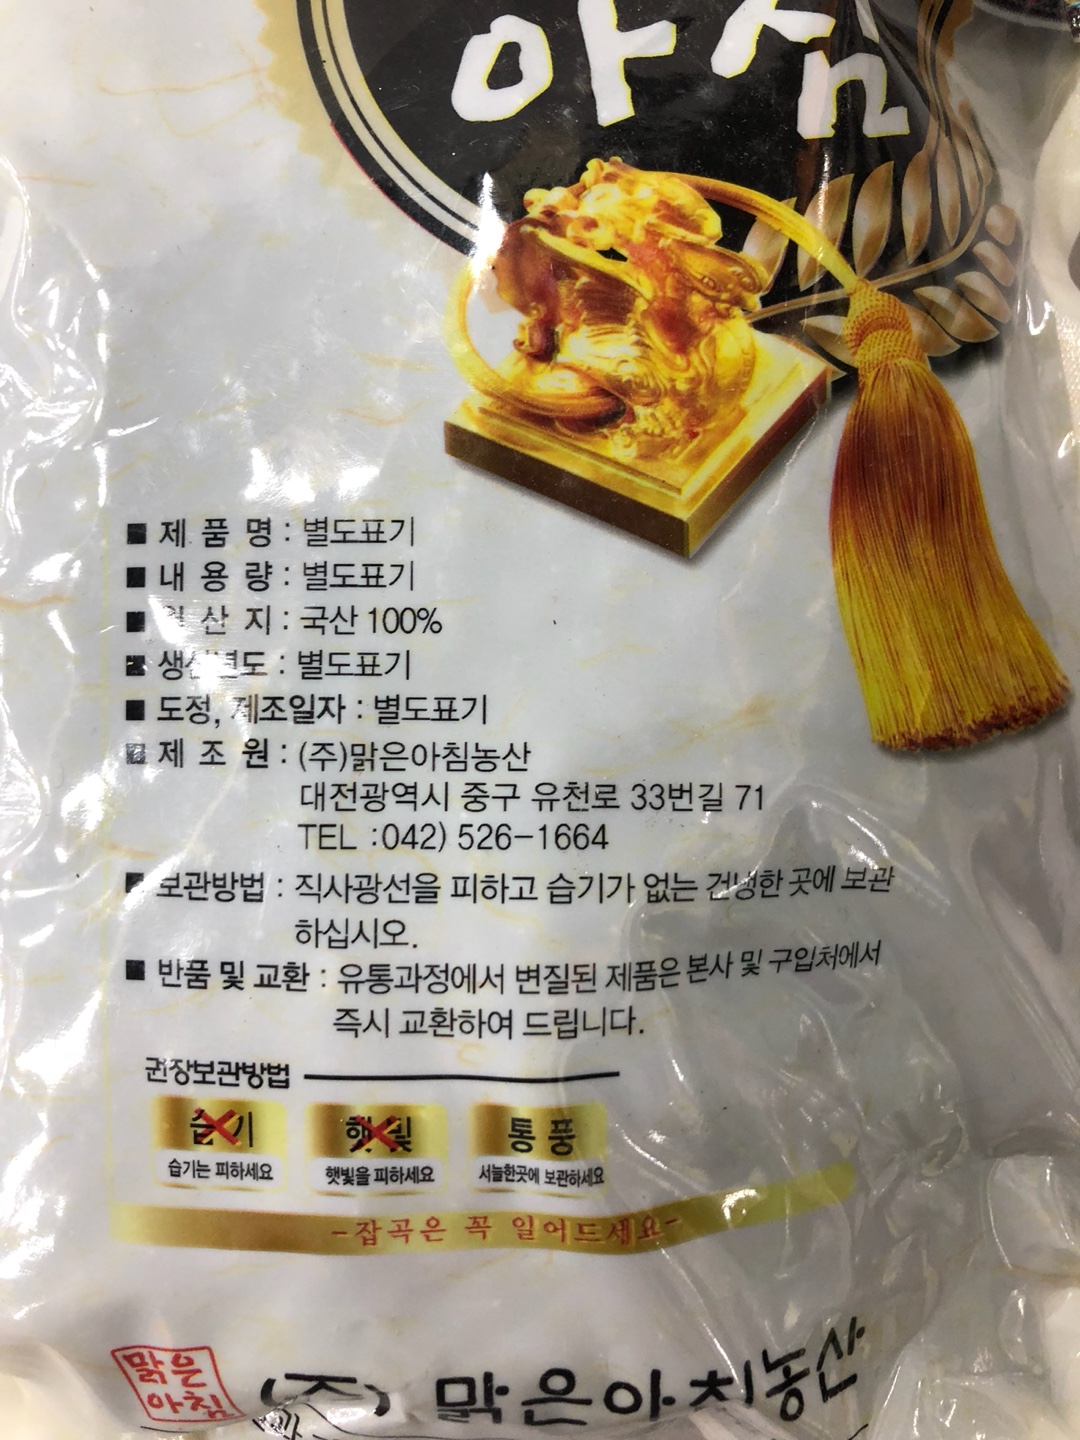 아침
■ 제 품 명 : 별도표기
■ 내 용 량 : 별도표기
■ 원 산 지 : 국산 100%
■ 생산년도 : 별도표기
■ 도정, 제조일자 : 별도표기
■ 제 조 원 : (주)맑은아침농산
대전광역시 중구 유천로 33번길 71
TEL :042) 526-1664
■ 보관방법 : 직사광선을 피하고 습기가 없는 건냉한 곳에 보관
하십시오.
■ 반품 및 교환 : 유통과정에서 변질된 제품은 본사 및 구입처에서
즉시 교환하여 드립니다.
권장보관방법
습기 햇빛 통풍
습기는 피하세요 햇빛을 피하세요 서늘한곳에 보관하세요
-잡곡은 꼭 일어드세요-
맑은
아침
(주) 맑은아침농산